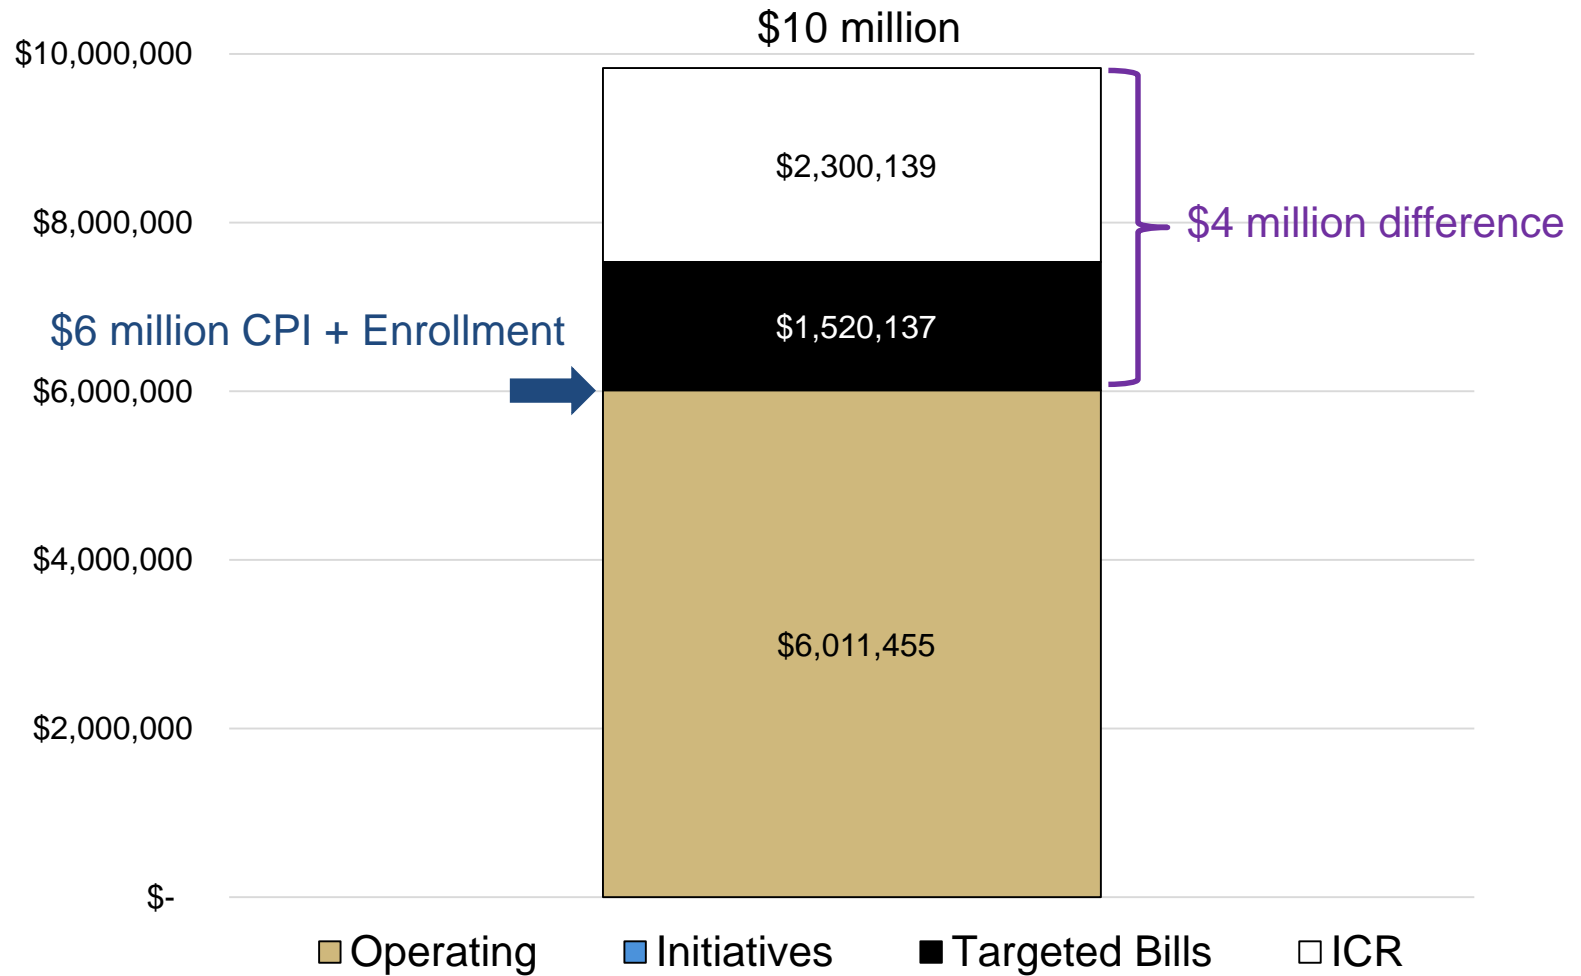 $10 million
$10,000,000
$2,300,139
$8,000,000
$4 million difference
$6 million CPI + Enrollment
$1,520,137
$6,000,000
$4,000,000
$6,011,455
$2,000,000
$-
Operating
Initiatives
Targeted Bills
ICR